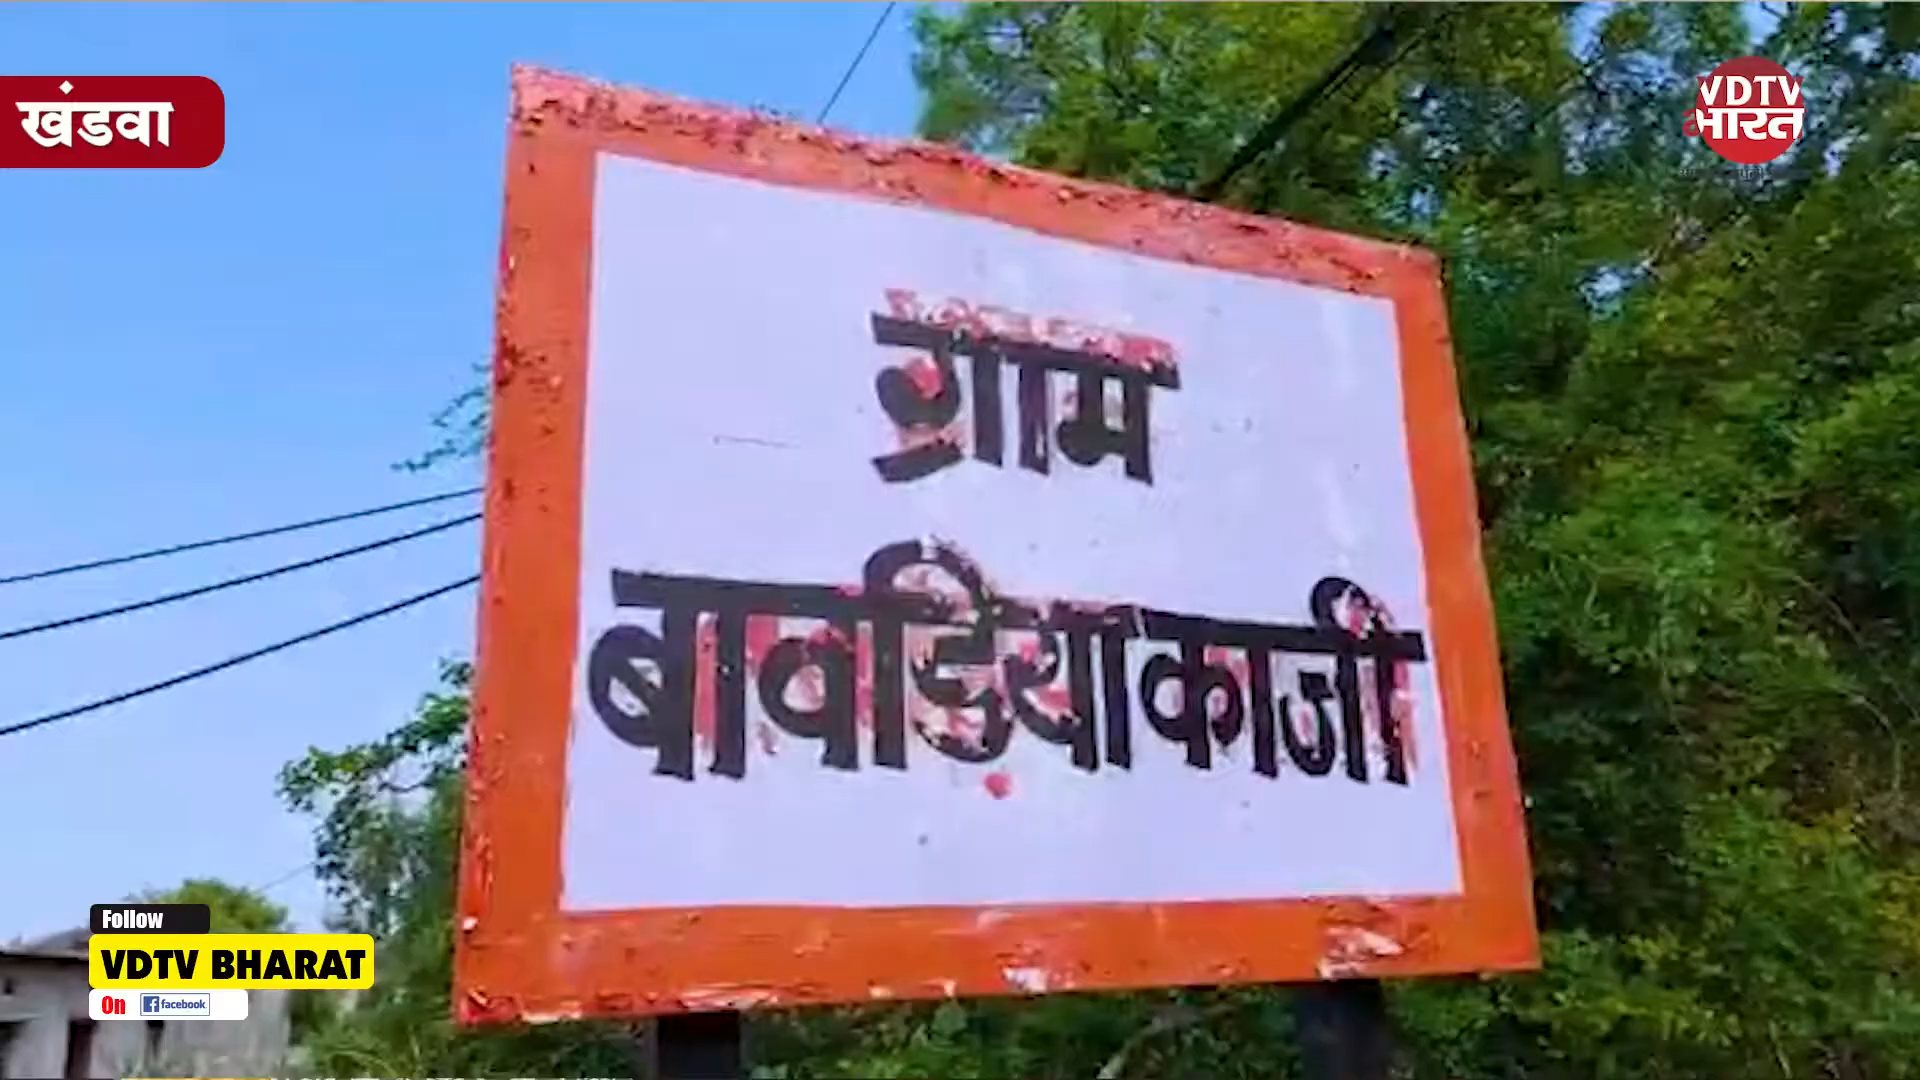 खंडवा
VDTV
भारत
ग्राम
बावड़ियाकाजी
Follow
VDTV BHARAT
On facebook